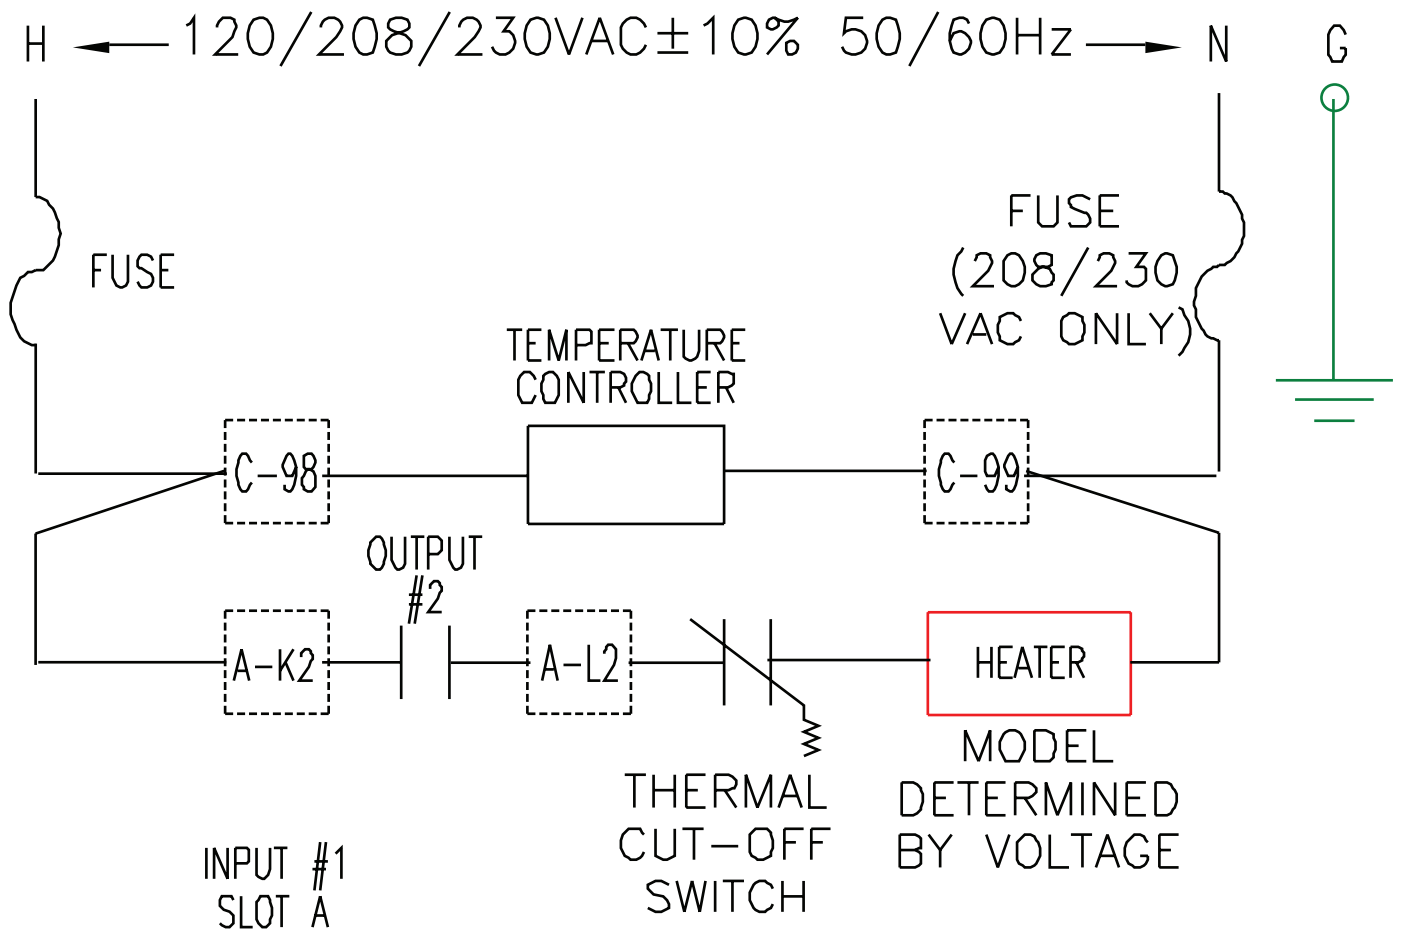 H 120/208/230VAC±10% 50/60Hz N G
FUSE
FUSE
(208/230
VAC ONLY)
TEMPERATURE
CONTROLLER
C-98
C-99
OUTPUT
#2
A-K2
A-L2
HEATER
MODEL
DETERMINED
BY VOLTAGE
THERMAL
CUT-OFF
SWITCH
INPUT #1
SLOT A